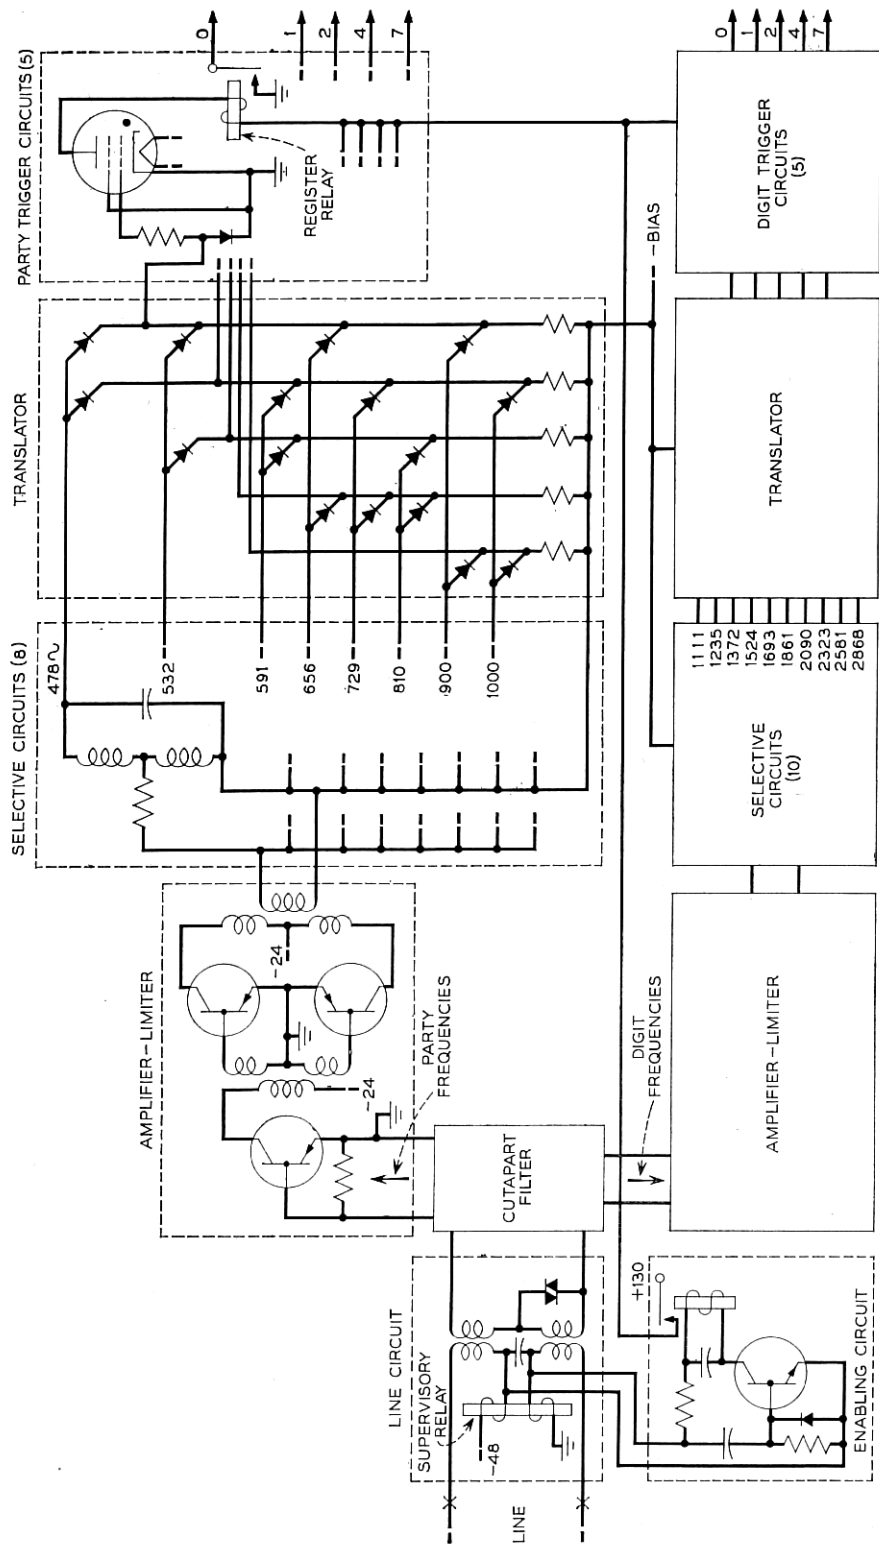 PARTY TRIGGER CIRCUITS (5)
0
1
2
4
7
REGISTER
RELAY
TRANSLATOR
SELECTIVE CIRCUITS (8)
478∿
532
591
656
729
810
900
1000
AMPLIFIER-LIMITER
-24
-24
PARTY
FREQUENCIES
CUTAPART
FILTER
LINE CIRCUIT
SUPERVISORY
RELAY
-48
LINE
0
1
2
4
7
DIGIT TRIGGER
CIRCUITS
(5)
-BIAS
TRANSLATOR
1111
1235
1372
1524
1693
1861
2090
2323
2581
2868
SELECTIVE
CIRCUITS
(10)
AMPLIFIER-LIMITER
DIGIT
FREQUENCIES
+130
ENABLING CIRCUIT